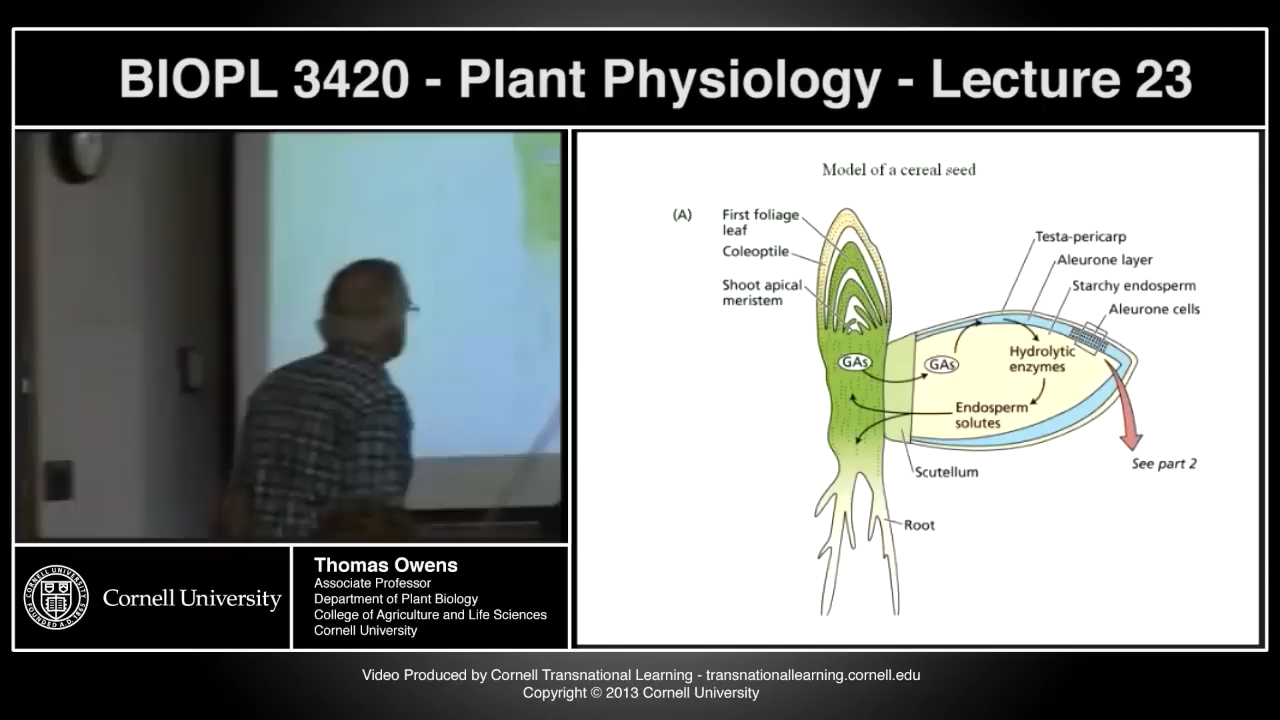 BIOPL 3420 - Plant Physiology - Lecture 23
Model of a cereal seed
(A)
First foliage
leaf
Coleoptile
Shoot apical
meristem
Testa-pericarp
Aleurone layer
Starchy endosperm
Aleurone cells
GAs
GAs
Hydrolytic
enzymes
Endosperm
solutes
See part 2
Scutellum
Root
Cornell University
Thomas Owens
Associate Professor
Department of Plant Biology
College of Agriculture and Life Sciences
Cornell University
Video Produced by Cornell Transnational Learning - transnationallearning.cornell.edu
Copyright © 2013 Cornell University